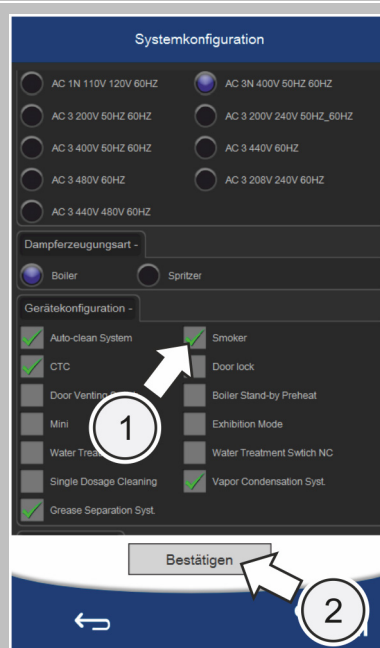 Systemkonfiguration
AC 1N 110V 120V 60HZ
AC 3N 400V 50HZ 60HZ
AC 3 200V 50HZ 60HZ
AC 3 200V 240V 50HZ_60HZ
AC 3 400V 50HZ 60HZ
AC 3 440V 60HZ
AC 3 480V 60HZ
AC 3 208V 240V 60HZ
AC 3 440V 480V 60HZ
Dampferzeugungsart -
Boiler
Spritzer
Gerätekonfiguration -
Auto-clean System
Smoker
CTC
Door lock
Door Venting
Boiler Stand-by Preheat
Mini
1
Exhibition Mode
Water
Water Treatment Swtich NC
Single Dosage Cleaning
Vapor Condensation Syst.
Grease Separation Syst.
Bestätigen
2